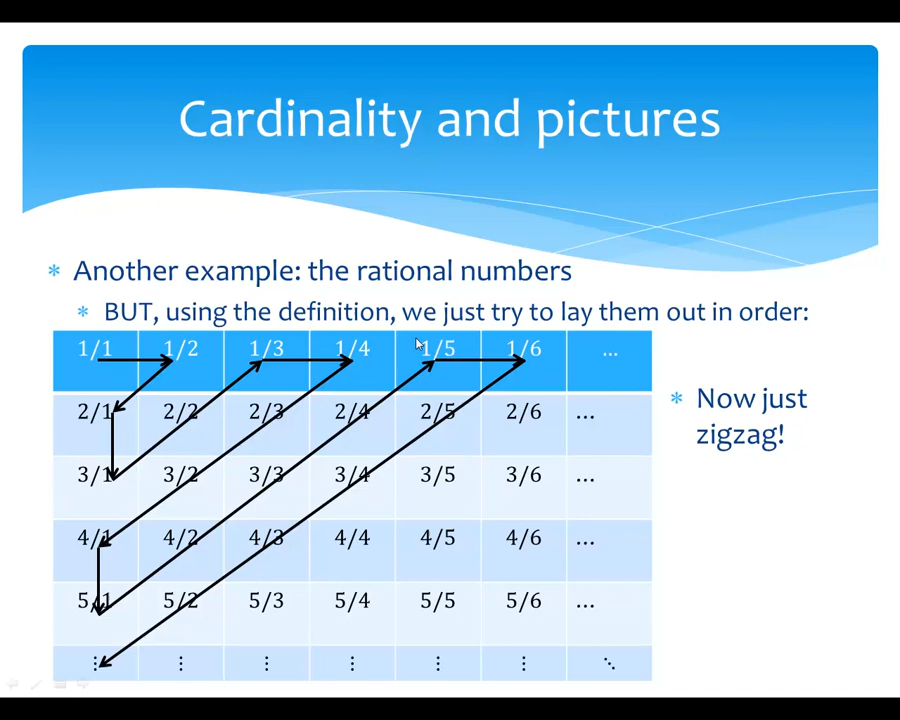 Cardinality and pictures
* Another example: the rational numbers
* BUT, using the definition, we just try to lay them out in order:
1/1 1/2 1/3 1/4 1/5 1/6 ...
2/1 2/2 2/3 2/4 2/5 2/6 ...
3/1 3/2 3/3 3/4 3/5 3/6 ...
4/1 4/2 4/3 4/4 4/5 4/6 ...
5/1 5/2 5/3 5/4 5/5 5/6 ...
⋮ ⋮ ⋮ ⋮ ⋮ ⋮ ⋱
* Now just
zigzag!